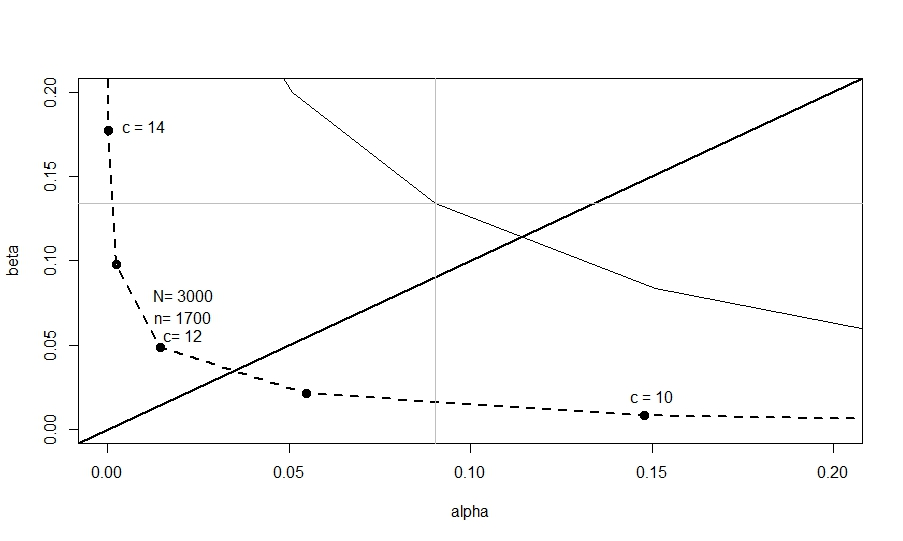 0.20
c = 14
0.15
beta
0.10
N= 3000
n= 1700
c= 12
0.05
c = 10
0.00
0.00 0.05 0.10 0.15 0.20
alpha